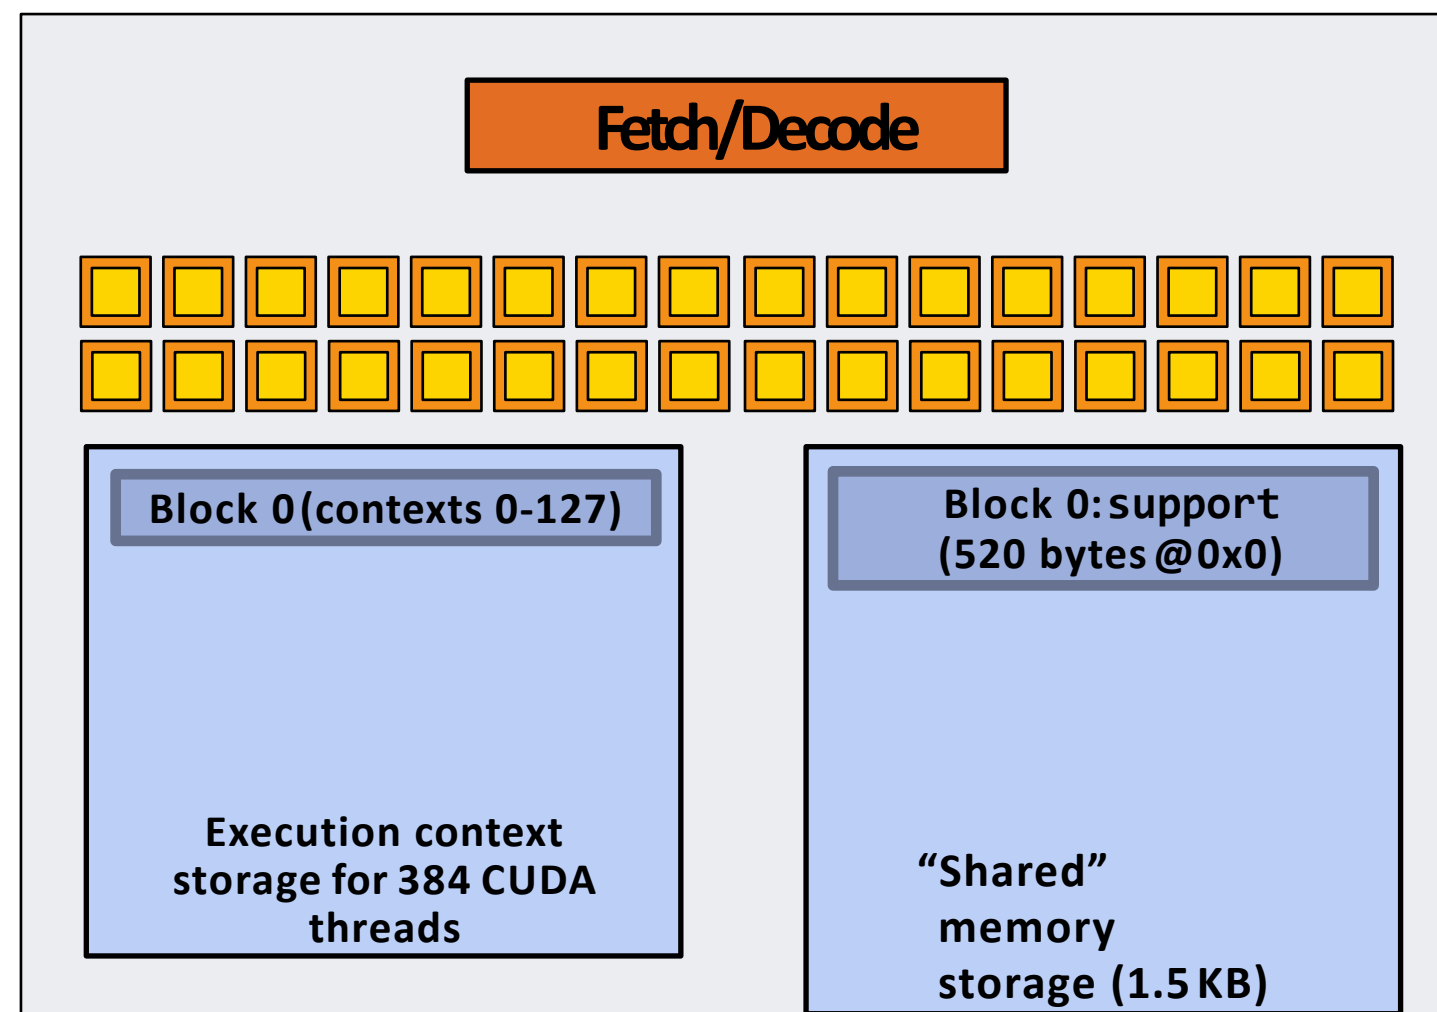 Fetch/Decode
Block 0 (contexts 0-127)
Execution context
storage for 384 CUDA
threads
Block 0: support
(520 bytes @ 0x0)
“Shared”
memory
storage (1.5 KB)